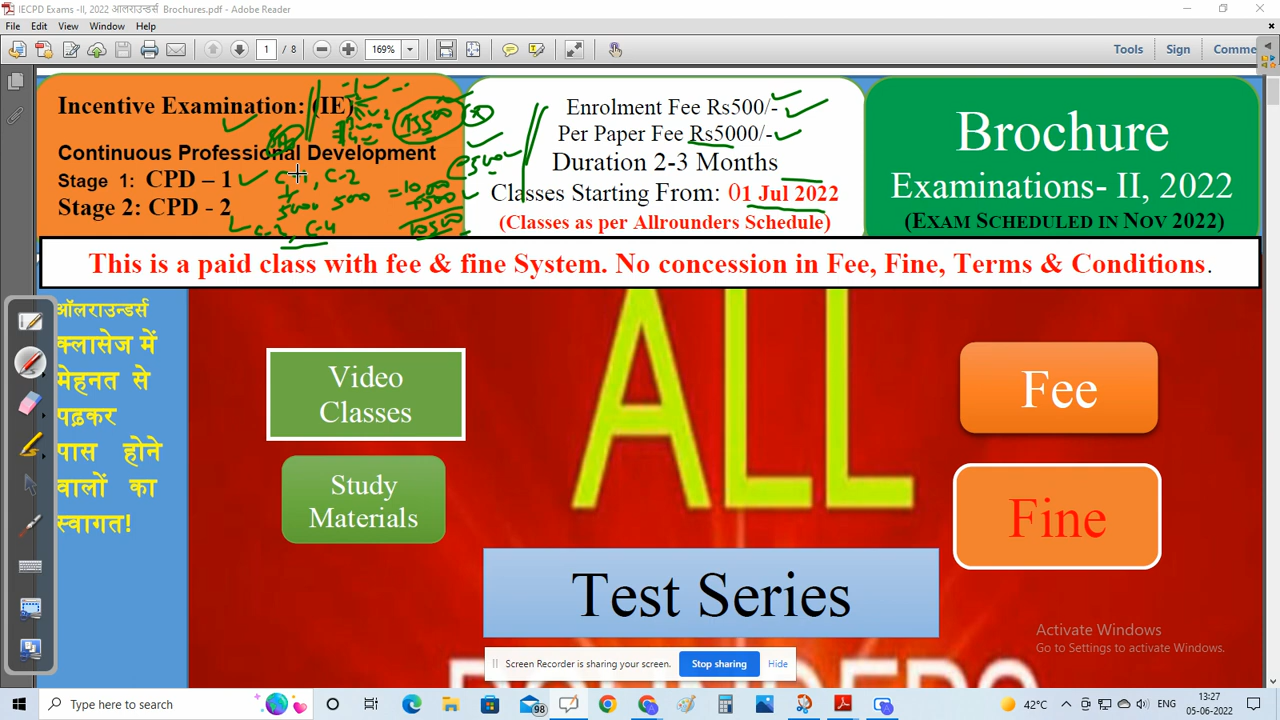 IECPD Exams -II, 2022 आलराउन्डर्स Brochures.pdf - Adobe Reader
File Edit View Window Help
1 / 8 169% Tools Sign Comme
Incentive Examination: (IE)
Continuous Professional Development
Stage 1: CPD – 1
Stage 2: CPD - 2
C-2
5000 5000
C-4
Enrolment Fee Rs500/-
Per Paper Fee Rs5000/-
Duration 2-3 Months
Classes Starting From: 01 Jul 2022
(Classes as per Allrounders Schedule)
Brochure
Examinations- II, 2022
(EXAM SCHEDULED IN NOV 2022)
This is a paid class with fee & fine System. No concession in Fee, Fine, Terms & Conditions.
ऑलराउन्डर्स
क्लासेज में
मेहनत से
पढ़कर
पास होने
वालों का
स्वागत!
Video
Classes
Study
Materials
ALL
Fee
Fine
Test Series
Activate Windows
Go to Settings to activate Windows.
Screen Recorder is sharing your screen. Stop sharing Hide
Type here to search
98
42°C ENG
13:27
05-06-2022